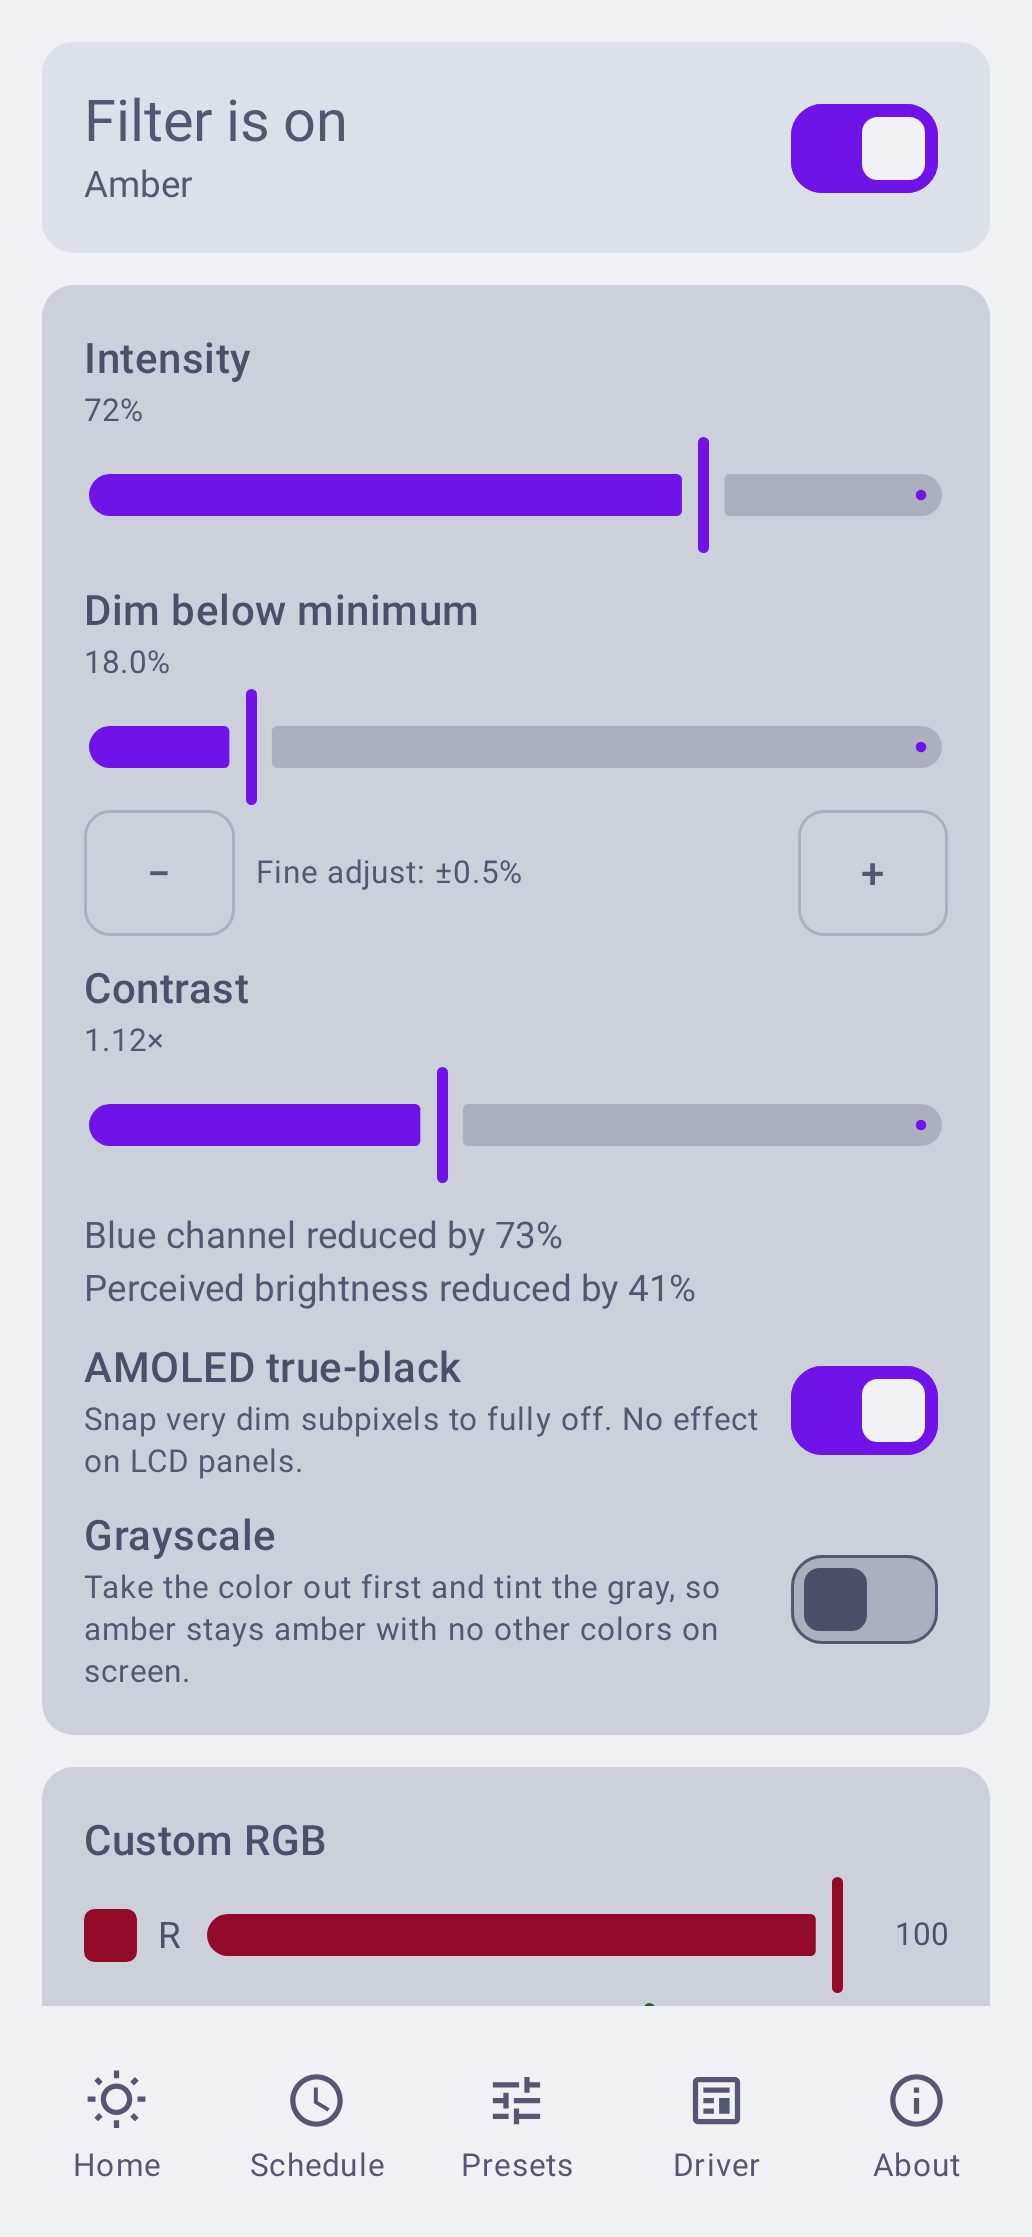 Filter is on
Amber
Intensity
72%
Dim below minimum
18.0%
−
Fine adjust: ±0.5%
+
Contrast
1.12×
Blue channel reduced by 73%
Perceived brightness reduced by 41%
AMOLED true-black
Snap very dim subpixels to fully off. No effect
on LCD panels.
Grayscale
Take the color out first and tint the gray, so
amber stays amber with no other colors on
screen.
Custom RGB
R
100
Home
Schedule
Presets
Driver
About